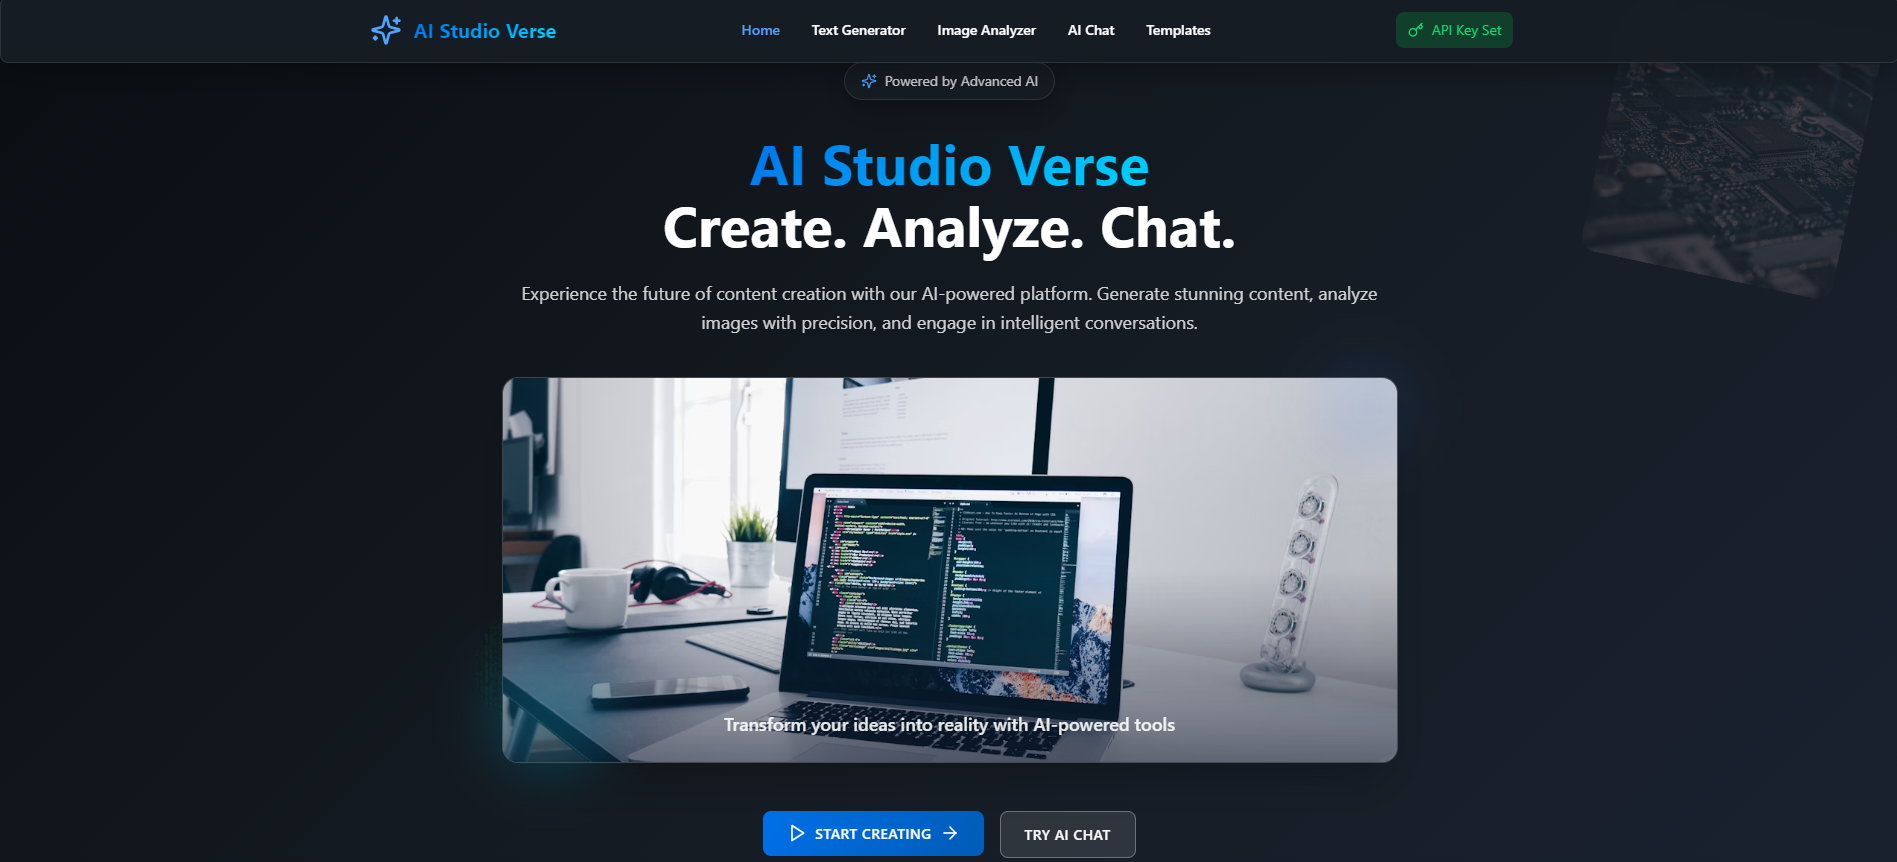 AI Studio Verse
Home
Text Generator
Image Analyzer
AI Chat
Templates
API Key Set
Powered by Advanced AI
AI Studio Verse
Create. Analyze. Chat.
Experience the future of content creation with our AI-powered platform. Generate stunning content, analyze
images with precision, and engage in intelligent conversations.
Transform your ideas into reality with AI-powered tools
START CREATING
TRY AI CHAT